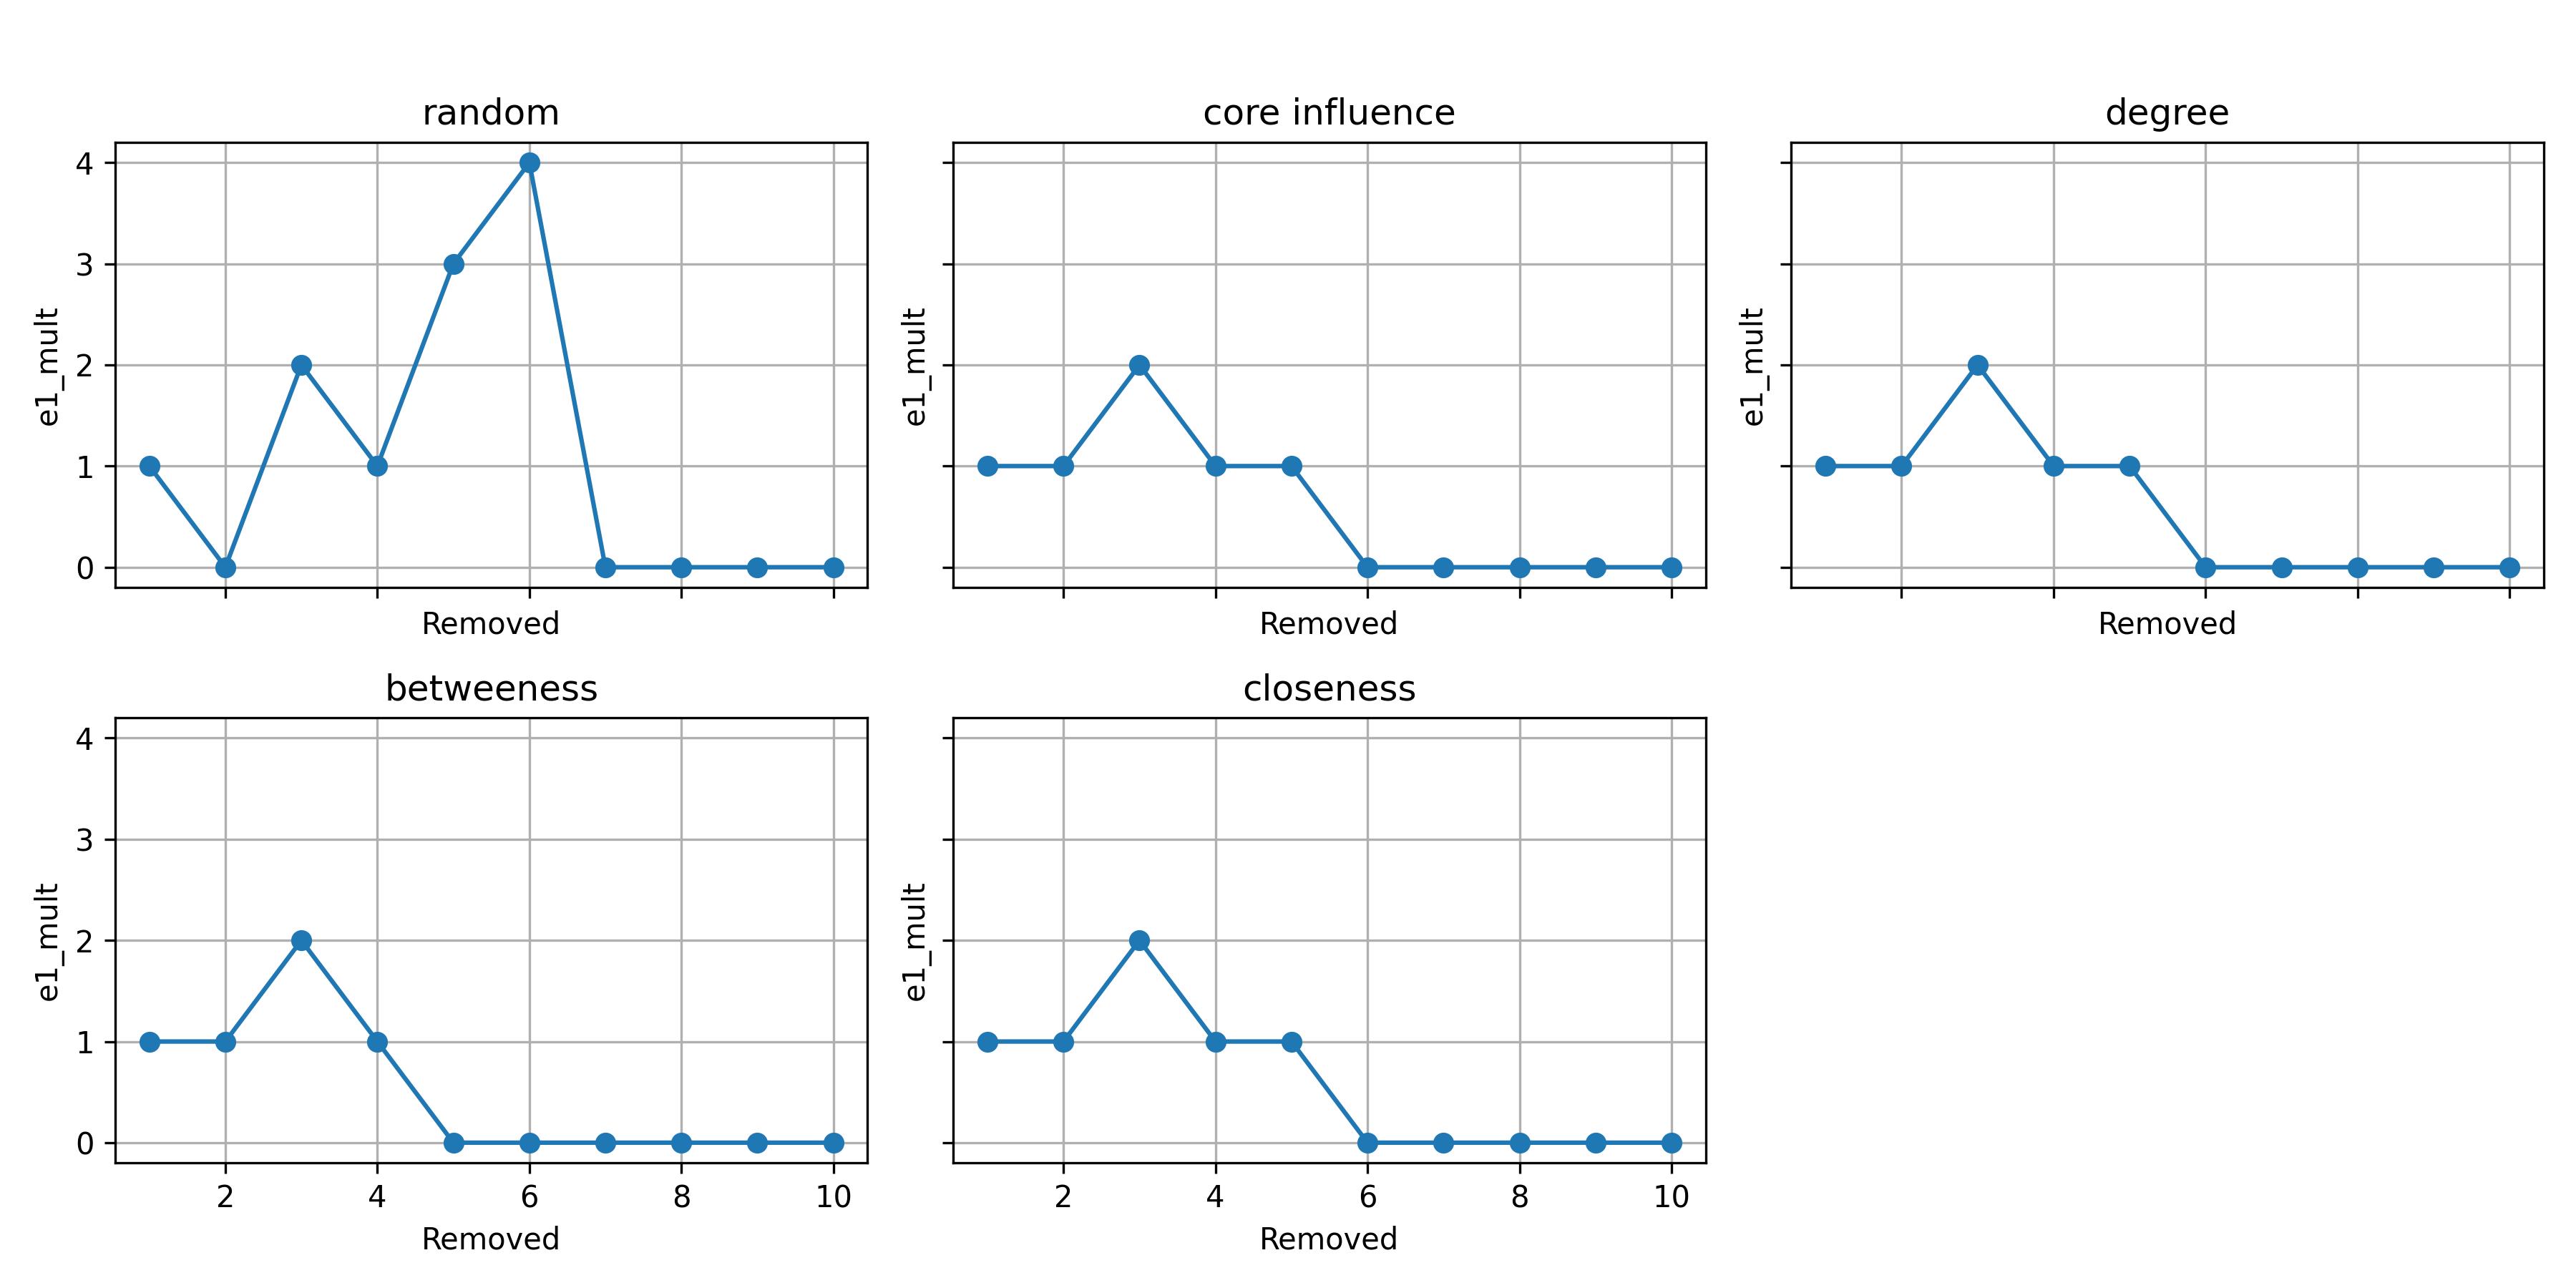 random
4
3
2
1
0
e1_mult
Removed
core influence
e1_mult
Removed
degree
e1_mult
Removed
betweeness
4
3
2
1
0
e1_mult
2 4 6 8 10
Removed
closeness
e1_mult
2 4 6 8 10
Removed